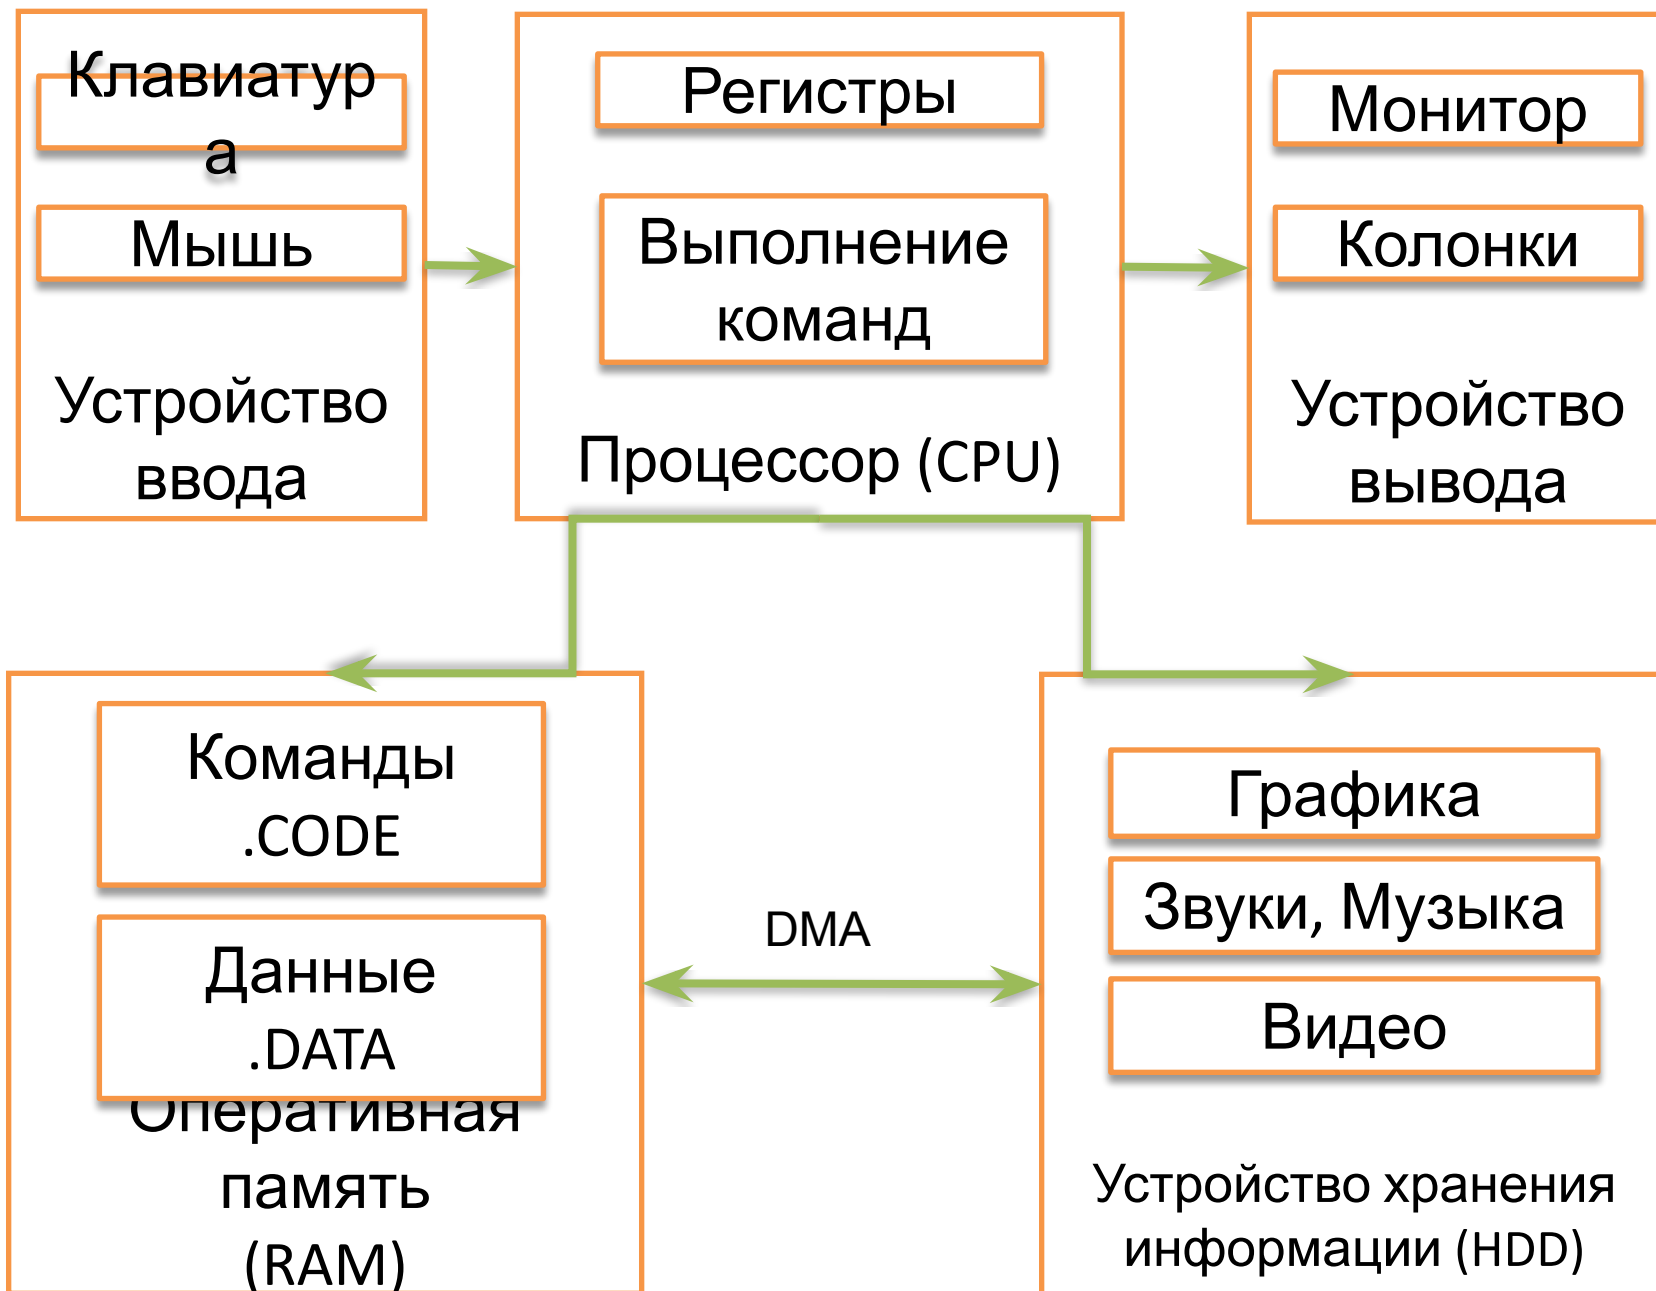 Клавиатур
а
Мышь
Устройство
ввода
Регистры
Выполнение
команд
Процессор (CPU)
Монитор
Колонки
Устройство
вывода
Команды
.CODE
Данные
.DATA
Оперативная
память
(RAM)
DMA
Графика
Звуки, Музыка
Видео
Устройство хранения
информации (HDD)